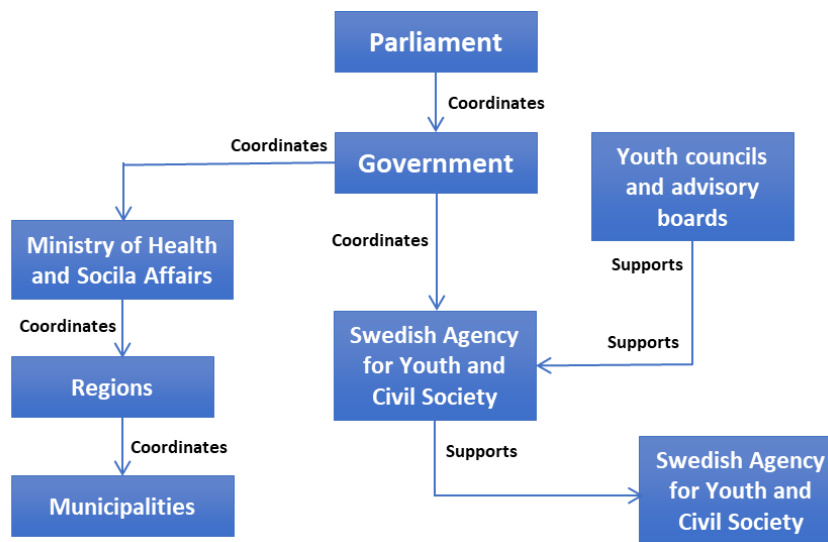 Parliament
Coordinates
Coordinates
Government
Youth councils
and advisory
boards
Ministry of Health
and Socila Affairs
Coordinates
Supports
Coordinates
Swedish Agency
for Youth and
Civil Society
Supports
Regions
Coordinates
Supports
Swedish Agency
for Youth and
Civil Society
Municipalities